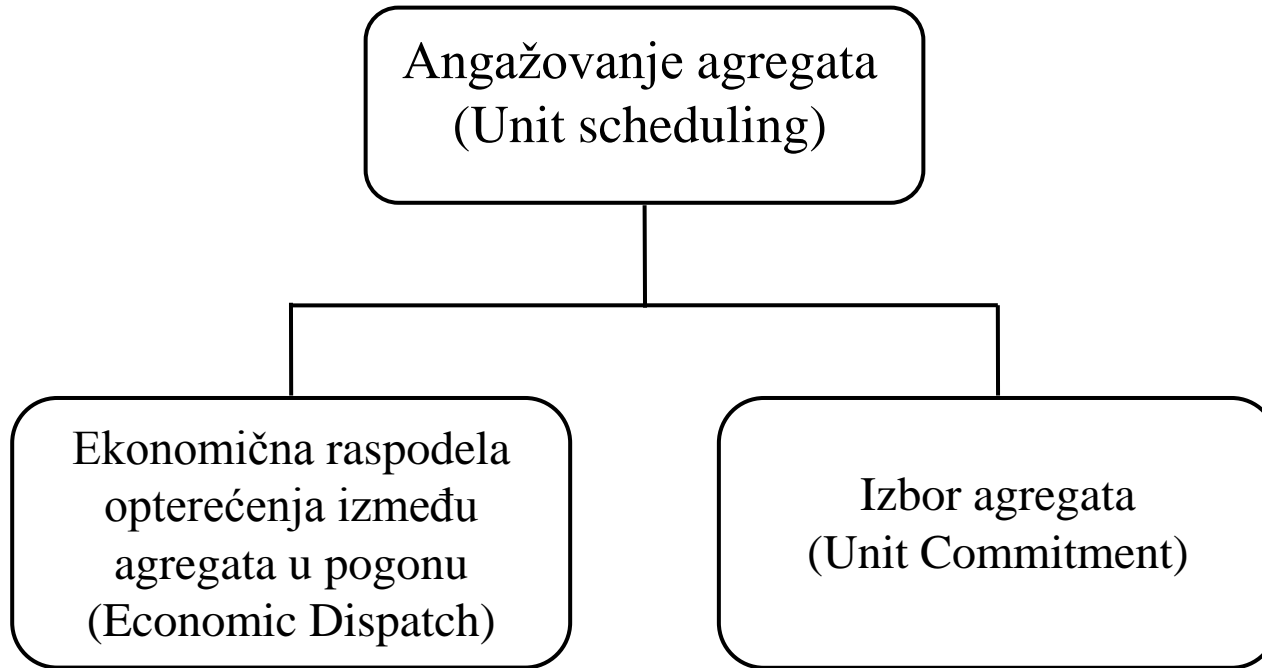 Angažovanje agregata
(Unit scheduling)
Ekonomična raspodela
opterećenja između
agregata u pogonu
(Economic Dispatch)
Izbor agregata
(Unit Commitment)